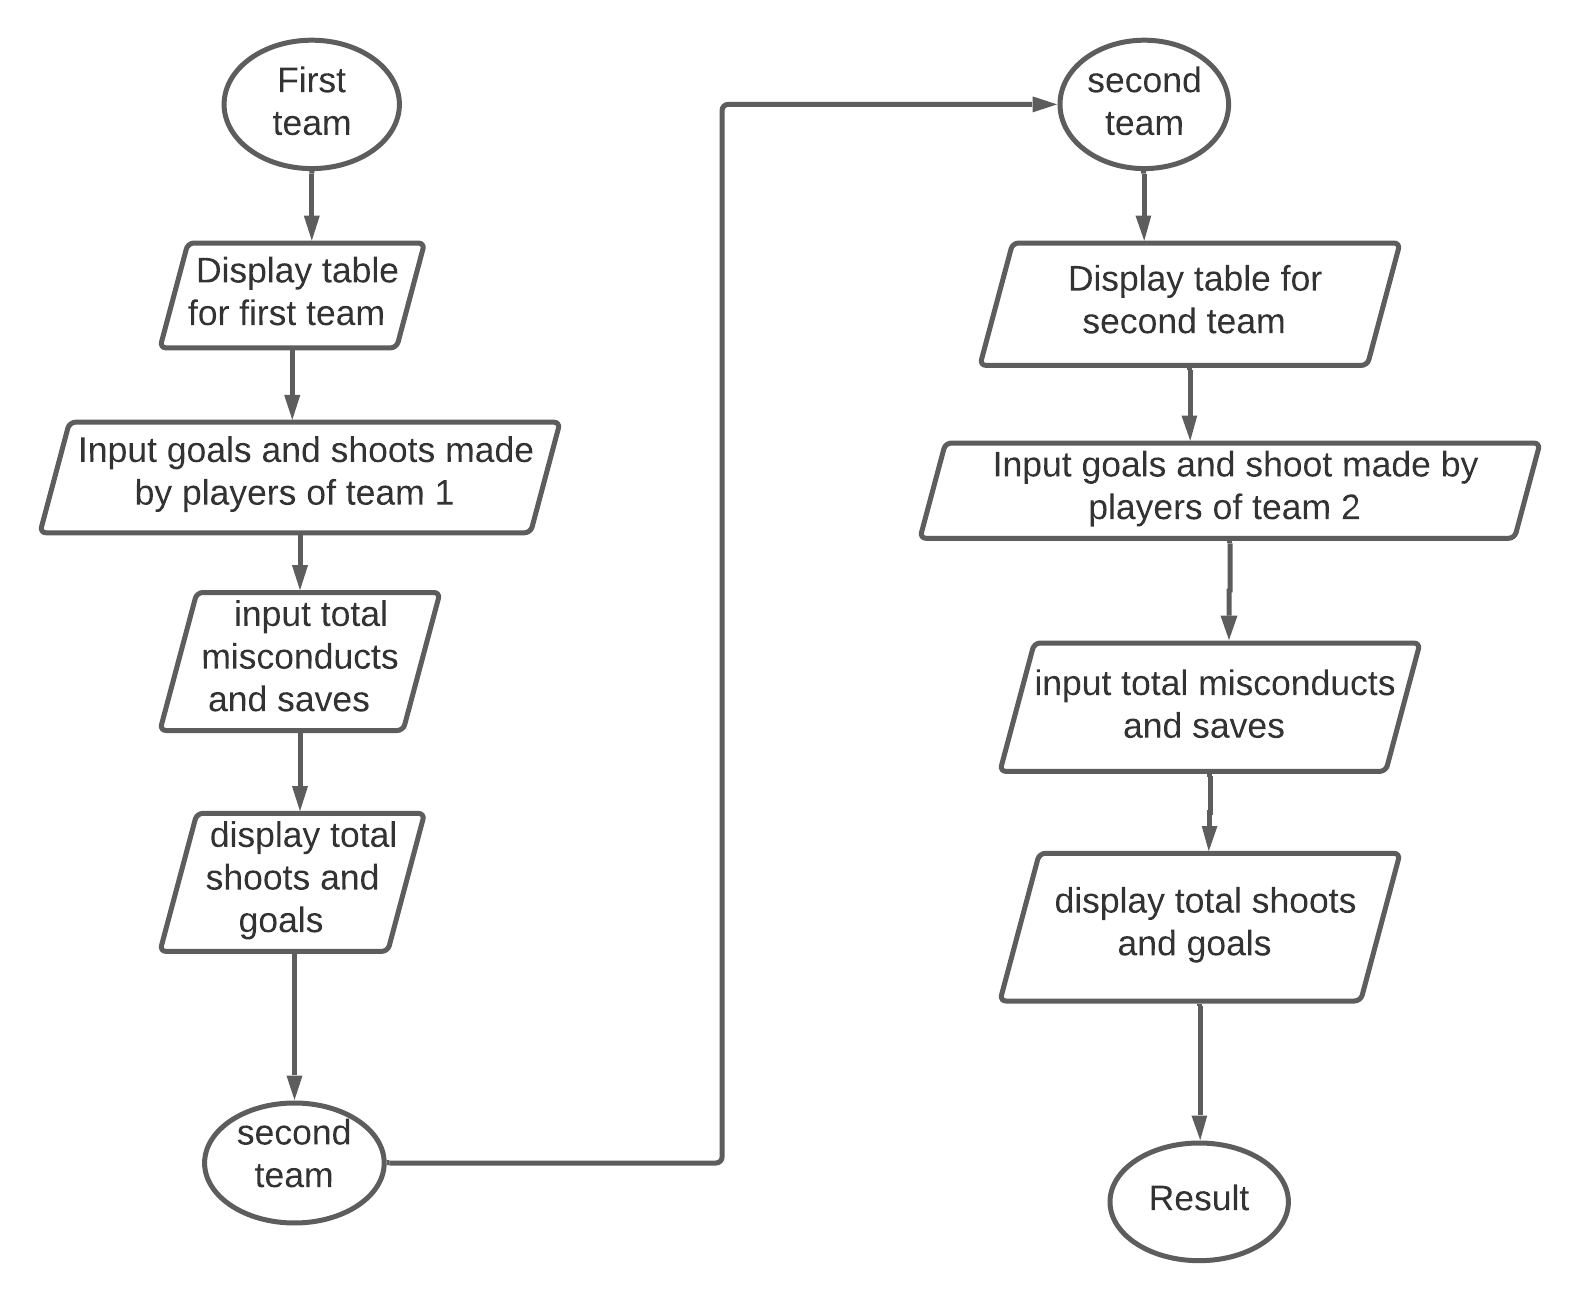 First
team
Display table
for first team
Input goals and shoots made
by players of team 1
input total
misconducts
and saves
display total
shoots and
goals
second
team
second
team
Display table for
second team
Input goals and shoot made by
players of team 2
input total misconducts
and saves
display total shoots
and goals
Result